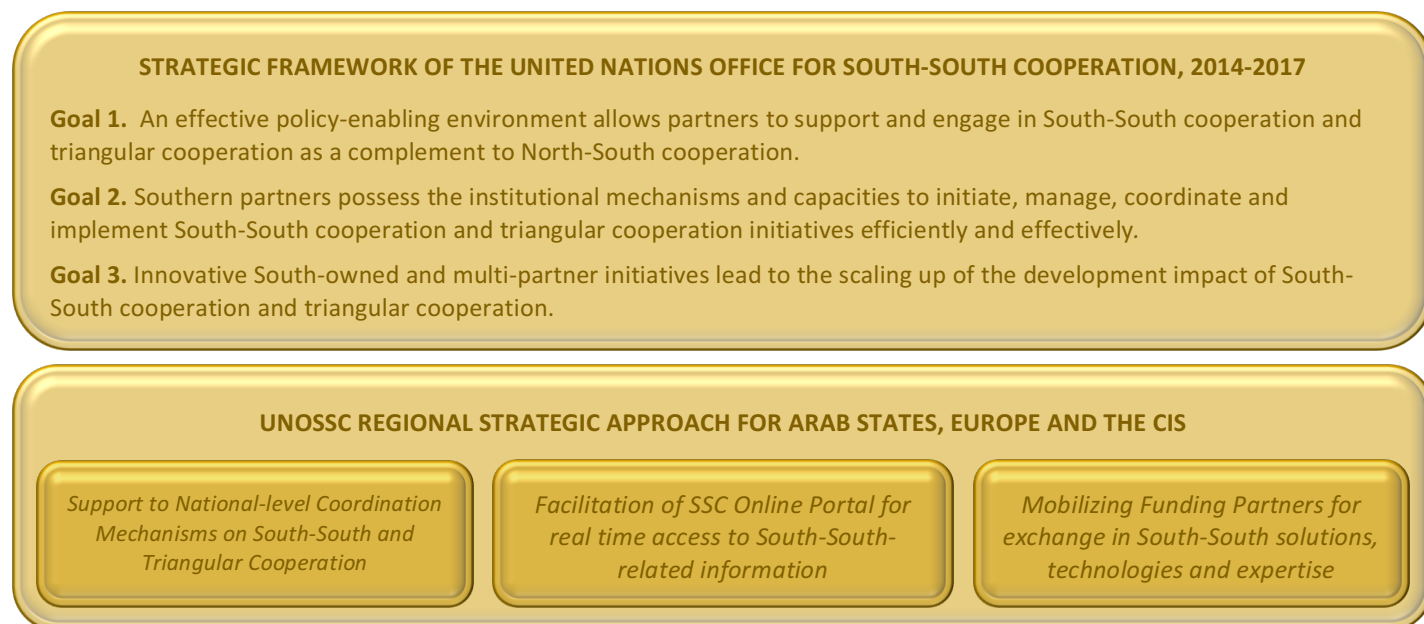 STRATEGIC FRAMEWORK OF THE UNITED NATIONS OFFICE FOR SOUTH-SOUTH COOPERATION, 2014-2017
Goal 1. An effective policy-enabling environment allows partners to support and engage in South-South cooperation and
triangular cooperation as a complement to North-South cooperation.
Goal 2. Southern partners possess the institutional mechanisms and capacities to initiate, manage, coordinate and
implement South-South cooperation and triangular cooperation initiatives efficiently and effectively.
Goal 3. Innovative South-owned and multi-partner initiatives lead to the scaling up of the development impact of South-
South cooperation and triangular cooperation.
UNOSSC REGIONAL STRATEGIC APPROACH FOR ARAB STATES, EUROPE AND THE CIS
Support to National-level Coordination
Mechanisms on South-South and
Triangular Cooperation
Facilitation of SSC Online Portal for
real time access to South-South-
related information
Mobilizing Funding Partners for
exchange in South-South solutions,
technologies and expertise